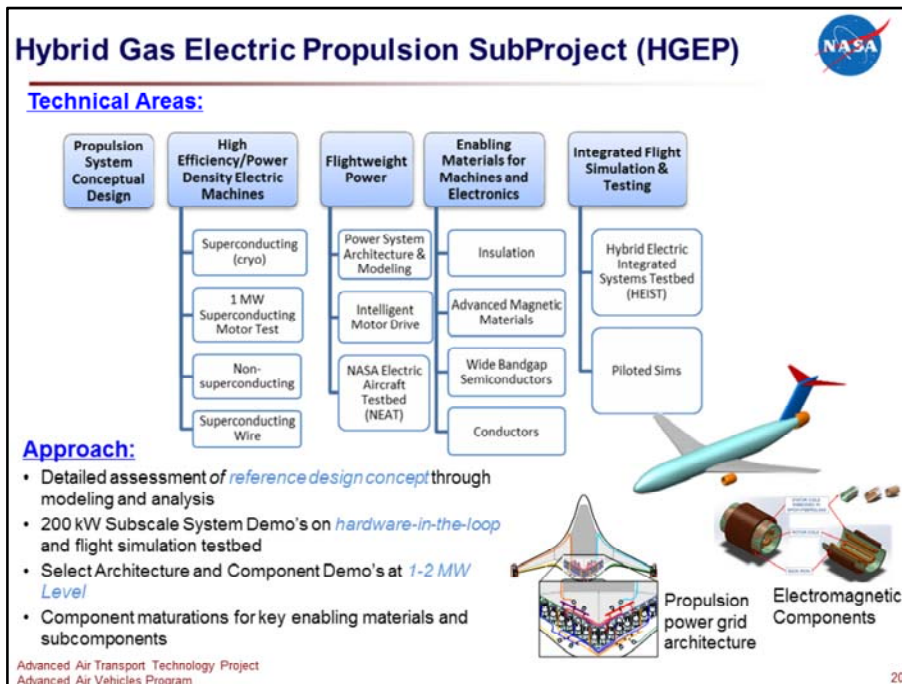 Hybrid Gas Electric Propulsion SubProject (HGEP)
NASA
Technical Areas:
Propulsion
System
Conceptual
Design
High
Efficiency/Power
Density Electric
Machines
Superconducting
(cryo)
1 MW
Superconducting
Motor Test
Non-
superconducting
Superconducting
Wire
Flightweight
Power
Power System
Architecture &
Modeling
Intelligent
Motor Drive
NASA Electric
Aircraft
Testbed
(NEAT)
Enabling
Materials for
Machines and
Electronics
Insulation
Advanced Magnetic
Materials
Wide Bandgap
Semiconductors
Conductors
Integrated Flight
Simulation &
Testing
Hybrid Electric
Integrated
Systems Testbed
(HEIST)
Piloted Sims
Approach:
• Detailed assessment of reference design concept through
modeling and analysis
• 200 kW Subscale System Demo's on hardware-in-the-loop
and flight simulation testbed
• Select Architecture and Component Demo's at 1-2 MW
Level
• Component maturations for key enabling materials and
subcomponents
Propulsion
power grid
architecture
ROTOR COILS
BACK IRON
Electromagnetic
Components
Advanced Air Transport Technology Project
Advanced Air Vehicles Program
20